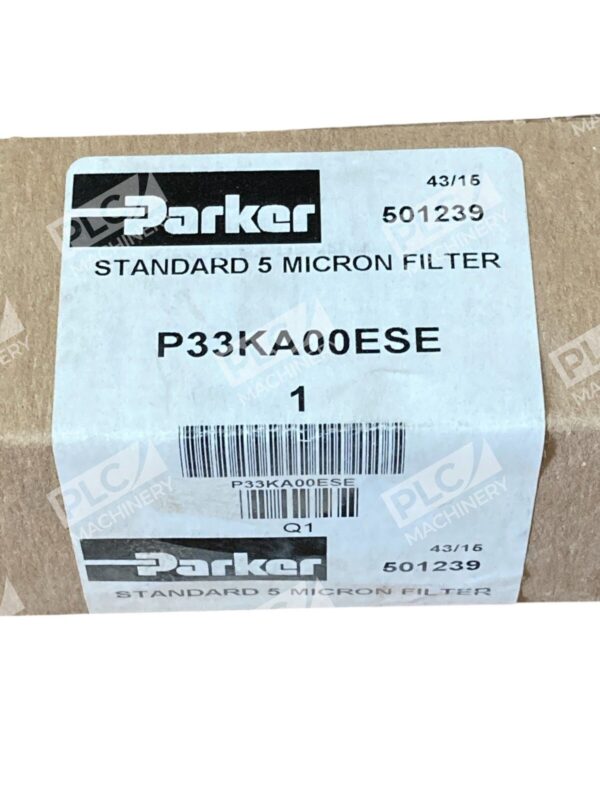 Parker
43/15
501239
STANDARD 5 MICRON FILTER
P33KA00ESE
1
P33KA00ESE
Q1
Parker
43/15
501239
STANDARD 5 MICRON FILTER
PLC MACHINERY